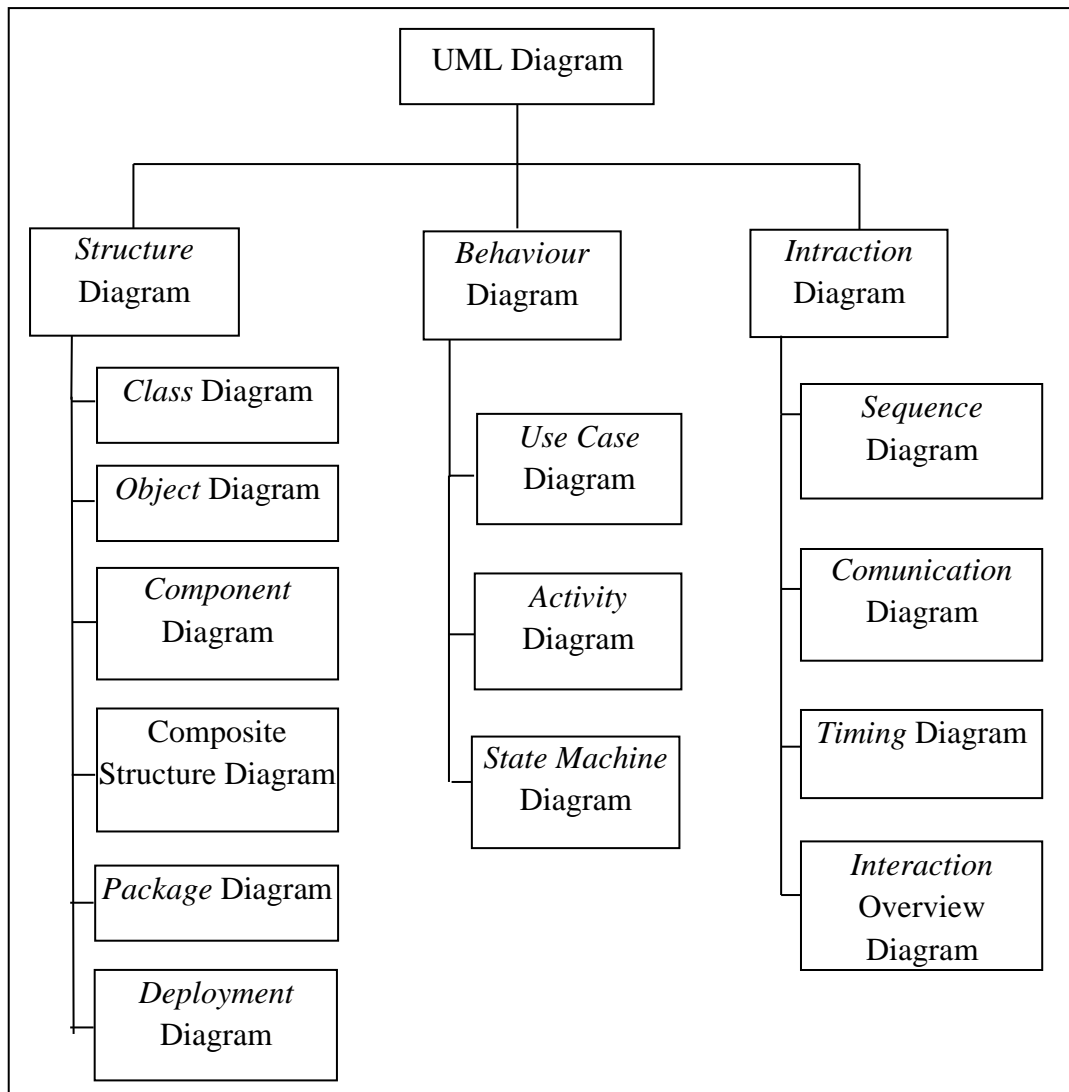 UML Diagram
Structure
Diagram
Behaviour
Diagram
Intraction
Diagram
Class Diagram
Object Diagram
Component
Diagram
Composite
Structure Diagram
Package Diagram
Deployment
Diagram
Use Case
Diagram
Activity
Diagram
State Machine
Diagram
Sequence
Diagram
Comunication
Diagram
Timing Diagram
Interaction
Overview
Diagram